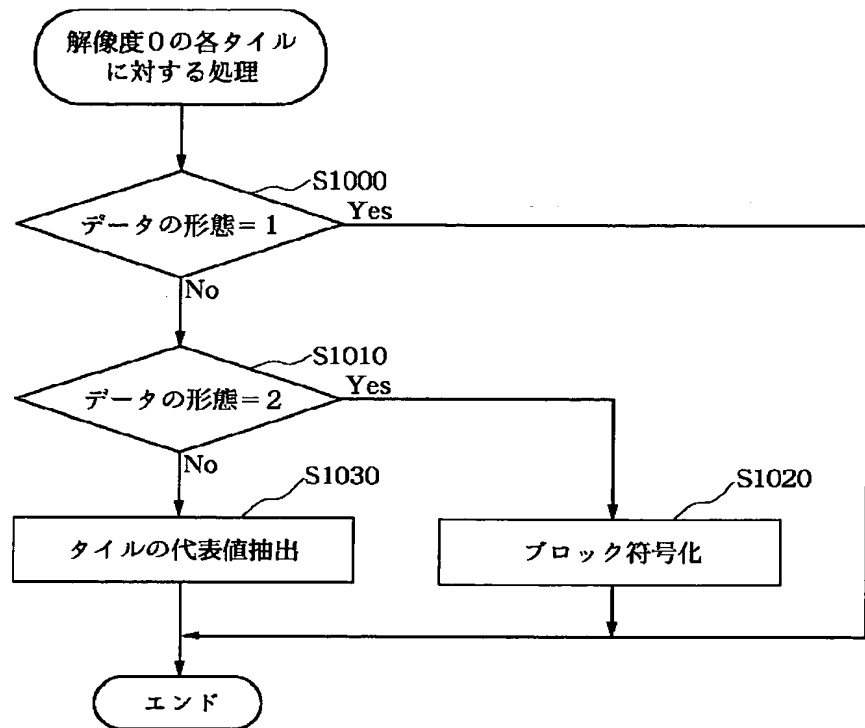 解像度0の各タイル
に対する処理
S1000
データの形態=1
Yes
No
S1010
データの形態=2
Yes
No
S1030
タイルの代表値抽出
S1020
ブロック符号化
エンド